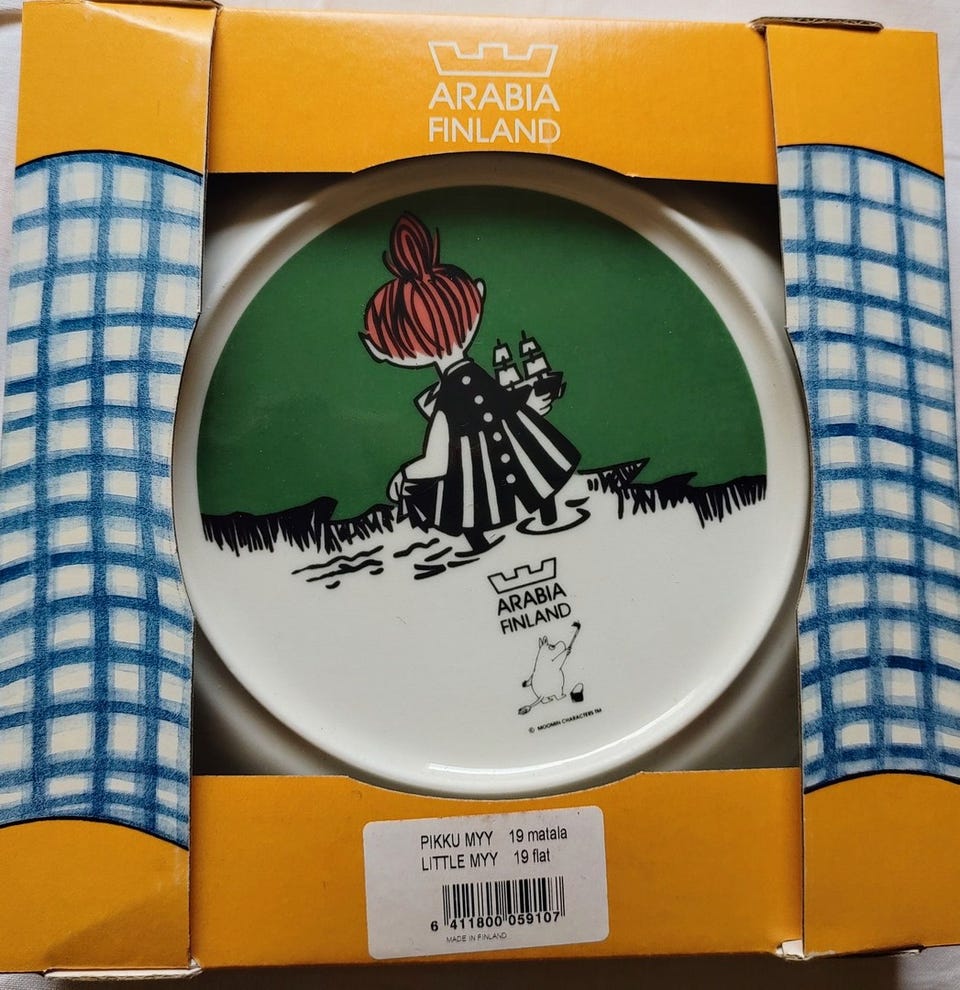 ARABIA
FINLAND
ARABIA
FINLAND
© MOOMIN CHARACTERS TM
PIKKU MYY 19 matala
LITTLE MYY 19 flat
6 411800 059107
MADE IN FINLAND